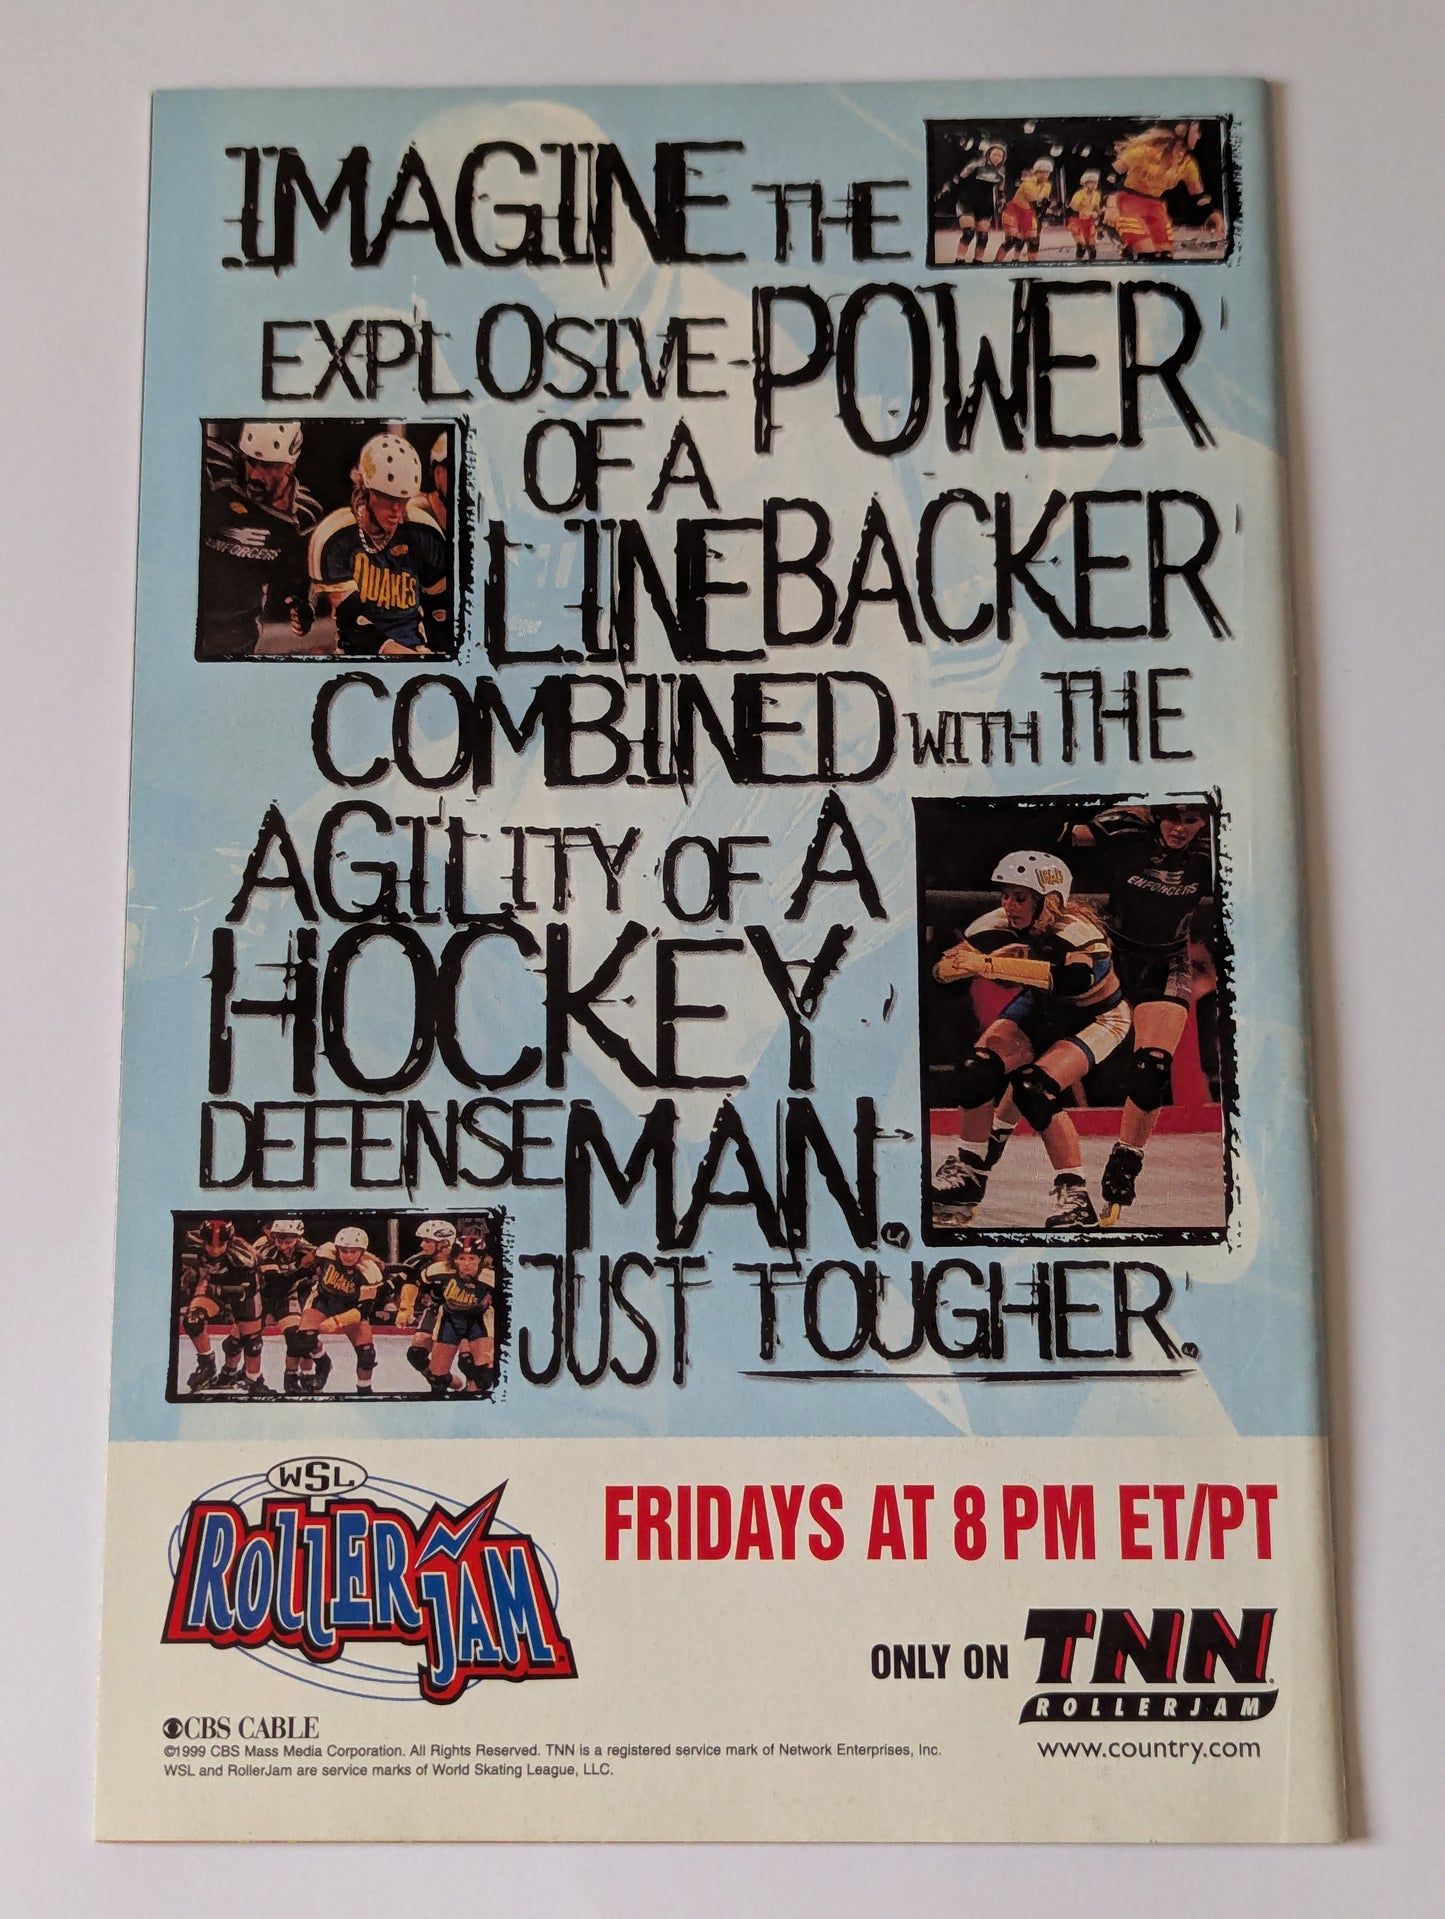 IMAGINE THE
EXPLOSIVE POWER
OF A
LINEBACKER
COMBINED WITH THE
AGILITY OF A
HOCKEY
DEFENSEMAN.
JUST TOUGHER.
ENFORCERS
QUAKES
ENFORCERS
QUAKES
QUAKES
WSL
ROLLERJAM
FRIDAYS AT 8 PM ET/PT
ONLY ON TNN
ROLLERJAM
www.country.com
CBS CABLE
©1999 CBS Mass Media Corporation. All Rights Reserved. TNN is a registered service mark of Network Enterprises, Inc.
WSL and RollerJam are service marks of World Skating League, LLC.